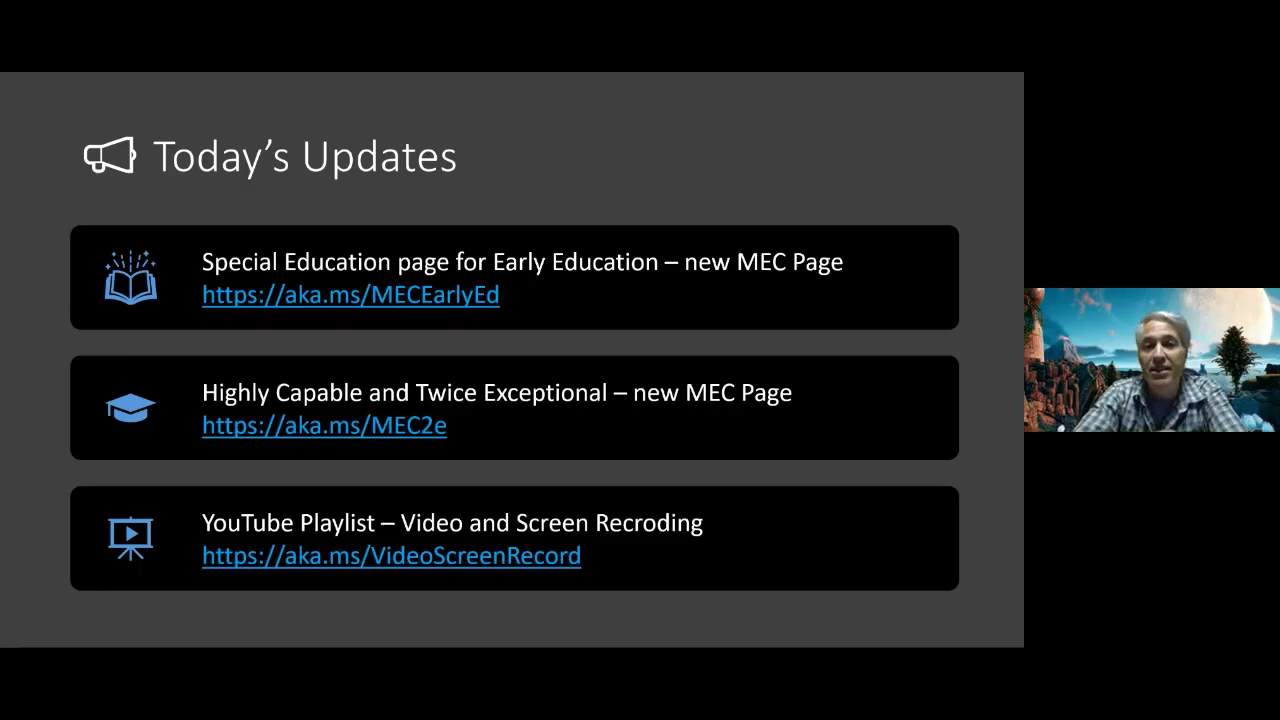 Today’s Updates
Special Education page for Early Education – new MEC Page
https://aka.ms/MECEarlyEd
Highly Capable and Twice Exceptional – new MEC Page
https://aka.ms/MEC2e
YouTube Playlist – Video and Screen Recroding
https://aka.ms/VideoScreenRecord